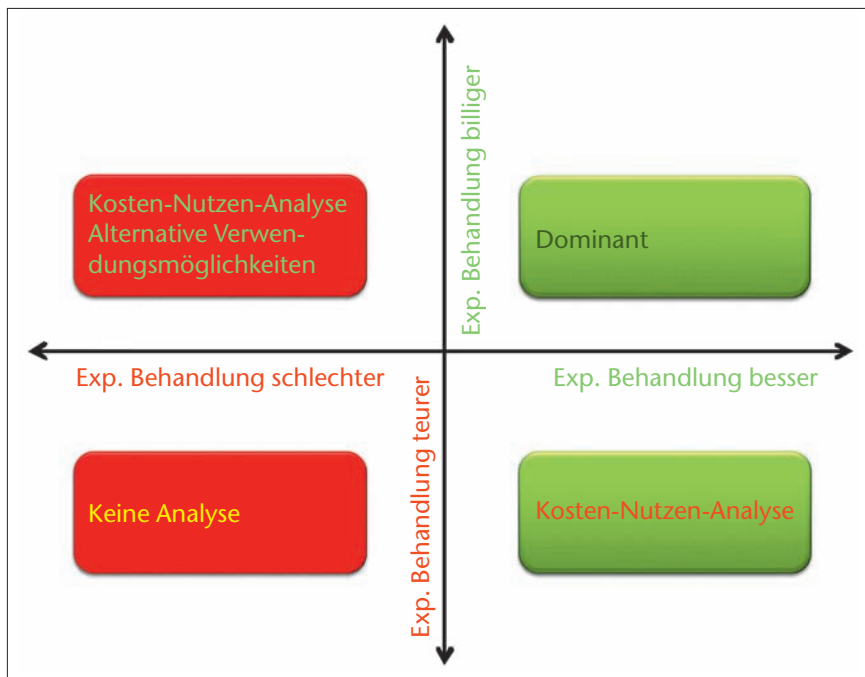 Exp. Behandlung billiger
Kosten-Nutzen-Analyse
Alternative Verwen-
dungsmöglichkeiten
Dominant
Exp. Behandlung schlechter
Exp. Behandlung besser
Exp. Behandlung teurer
Keine Analyse
Kosten-Nutzen-Analyse